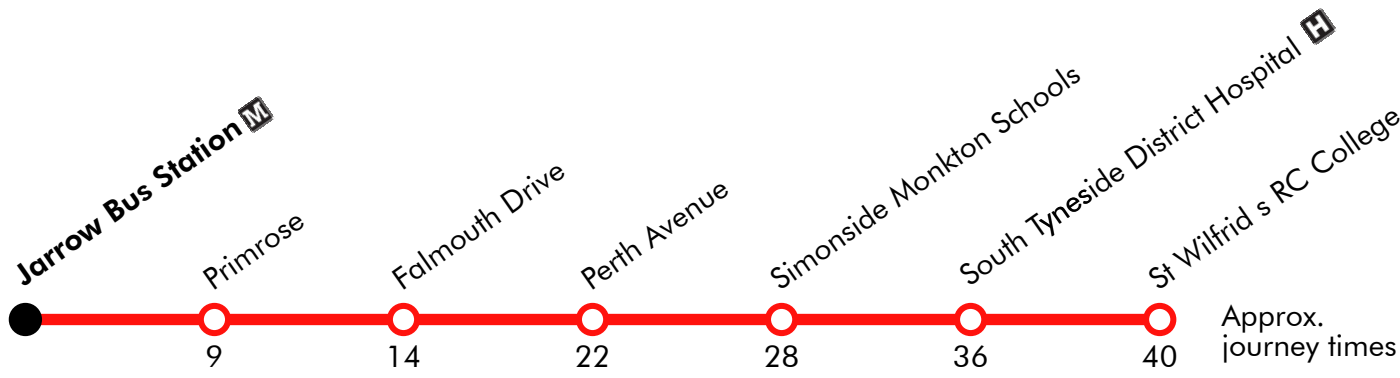 Jarrow Bus Station M
Primrose
Falmouth Drive
Perth Avenue
Simonside Monkton Schools
South Tyneside District Hospital H
St Wilfrid s RC College
9
14
22
28
36
40
Approx.
journey times